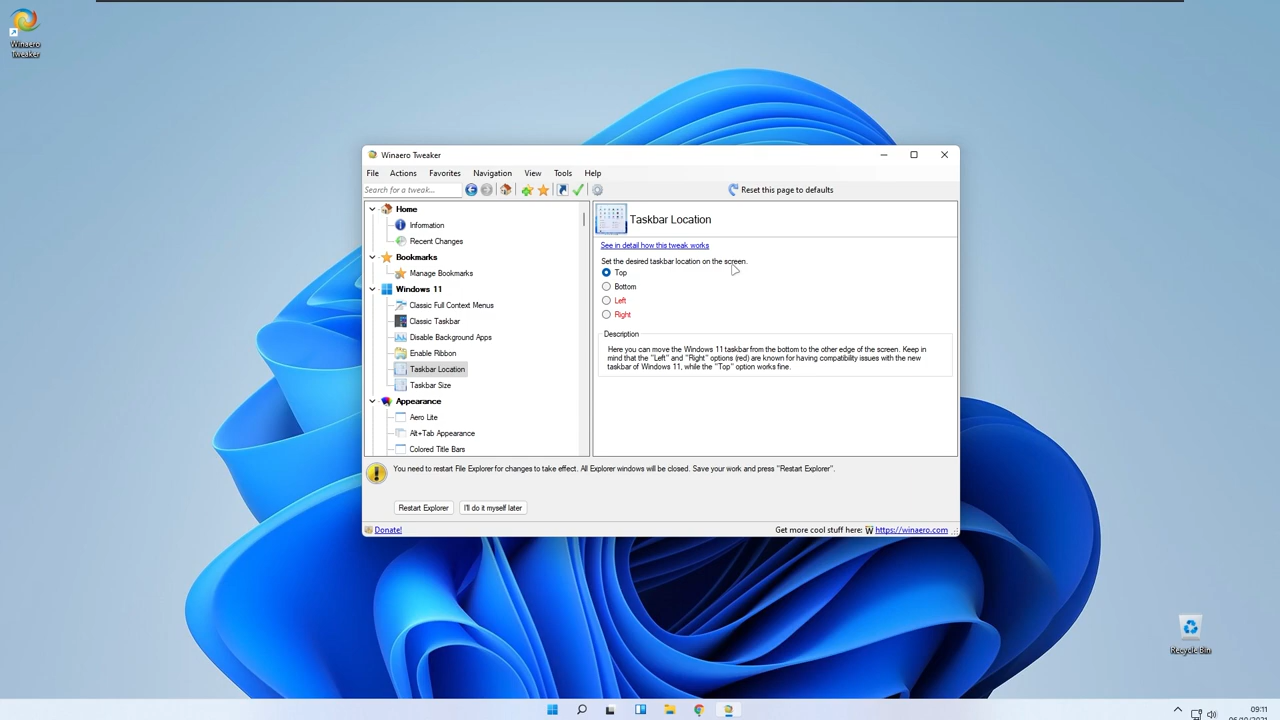 Winaero
Tweaker
Winaero Tweaker
File Actions Favorites Navigation View Tools Help
Search for a tweak...
Reset this page to defaults
Home
Information
Recent Changes
Bookmarks
Manage Bookmarks
Windows 11
Classic Full Context Menus
Classic Taskbar
Disable Background Apps
Enable Ribbon
Taskbar Location
Taskbar Size
Appearance
Aero Lite
Alt+Tab Appearance
Colored Title Bars
Taskbar Location
See in detail how this tweak works
Set the desired taskbar location on the screen.
Top
Bottom
Left
Right
Description
Here you can move the Windows 11 taskbar from the bottom to the other edge of the screen. Keep in
mind that the "Left" and "Right" options (red) are known for having compatibility issues with the new
taskbar of Windows 11, while the "Top" option works fine.
You need to restart File Explorer for changes to take effect. All Explorer windows will be closed. Save your work and press "Restart Explorer".
Restart Explorer
I'll do it myself later
Donate!
Get more cool stuff here: W https://winaero.com
Recycle Bin
09:11